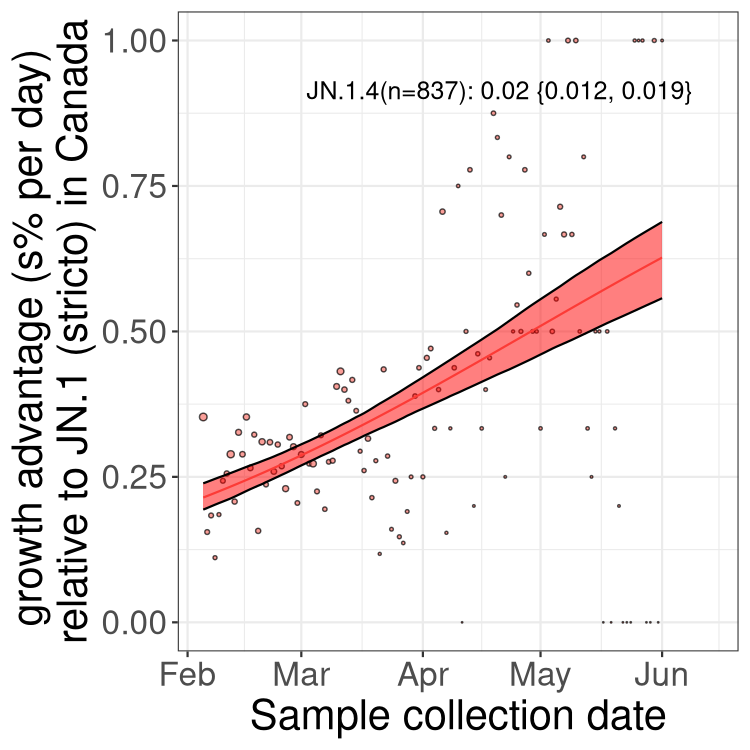 growth advantage (s% per day)
relative to JN.1 (stricto) in Canada
1.00
0.75
0.50
0.25
0.00
JN.1.4(n=837): 0.02 {0.012, 0.019}
Feb Mar Apr May Jun
Sample collection date